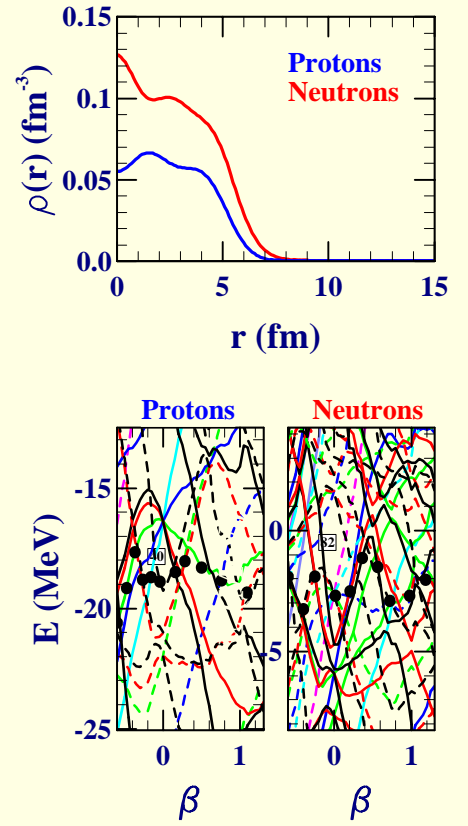 0.15
0.1
0.05
0.0
ρ(r) (fm⁻³)
Protons
Neutrons
0 5 10 15
r (fm)
Protons Neutrons
-15
-20
-25
E (MeV)
40
0
-5
82
0 1 0 1
β β